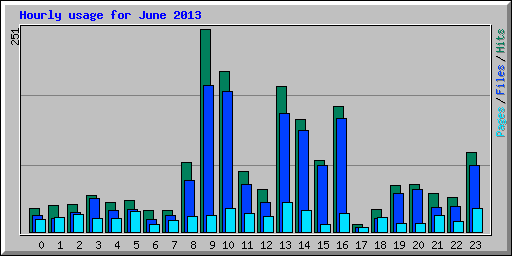 Hourly usage for June 2013
251
Pages/Files/Hits
0 1 2 3 4 5 6 7 8 9 10 11 12 13 14 15 16 17 18 19 20 21 22 23